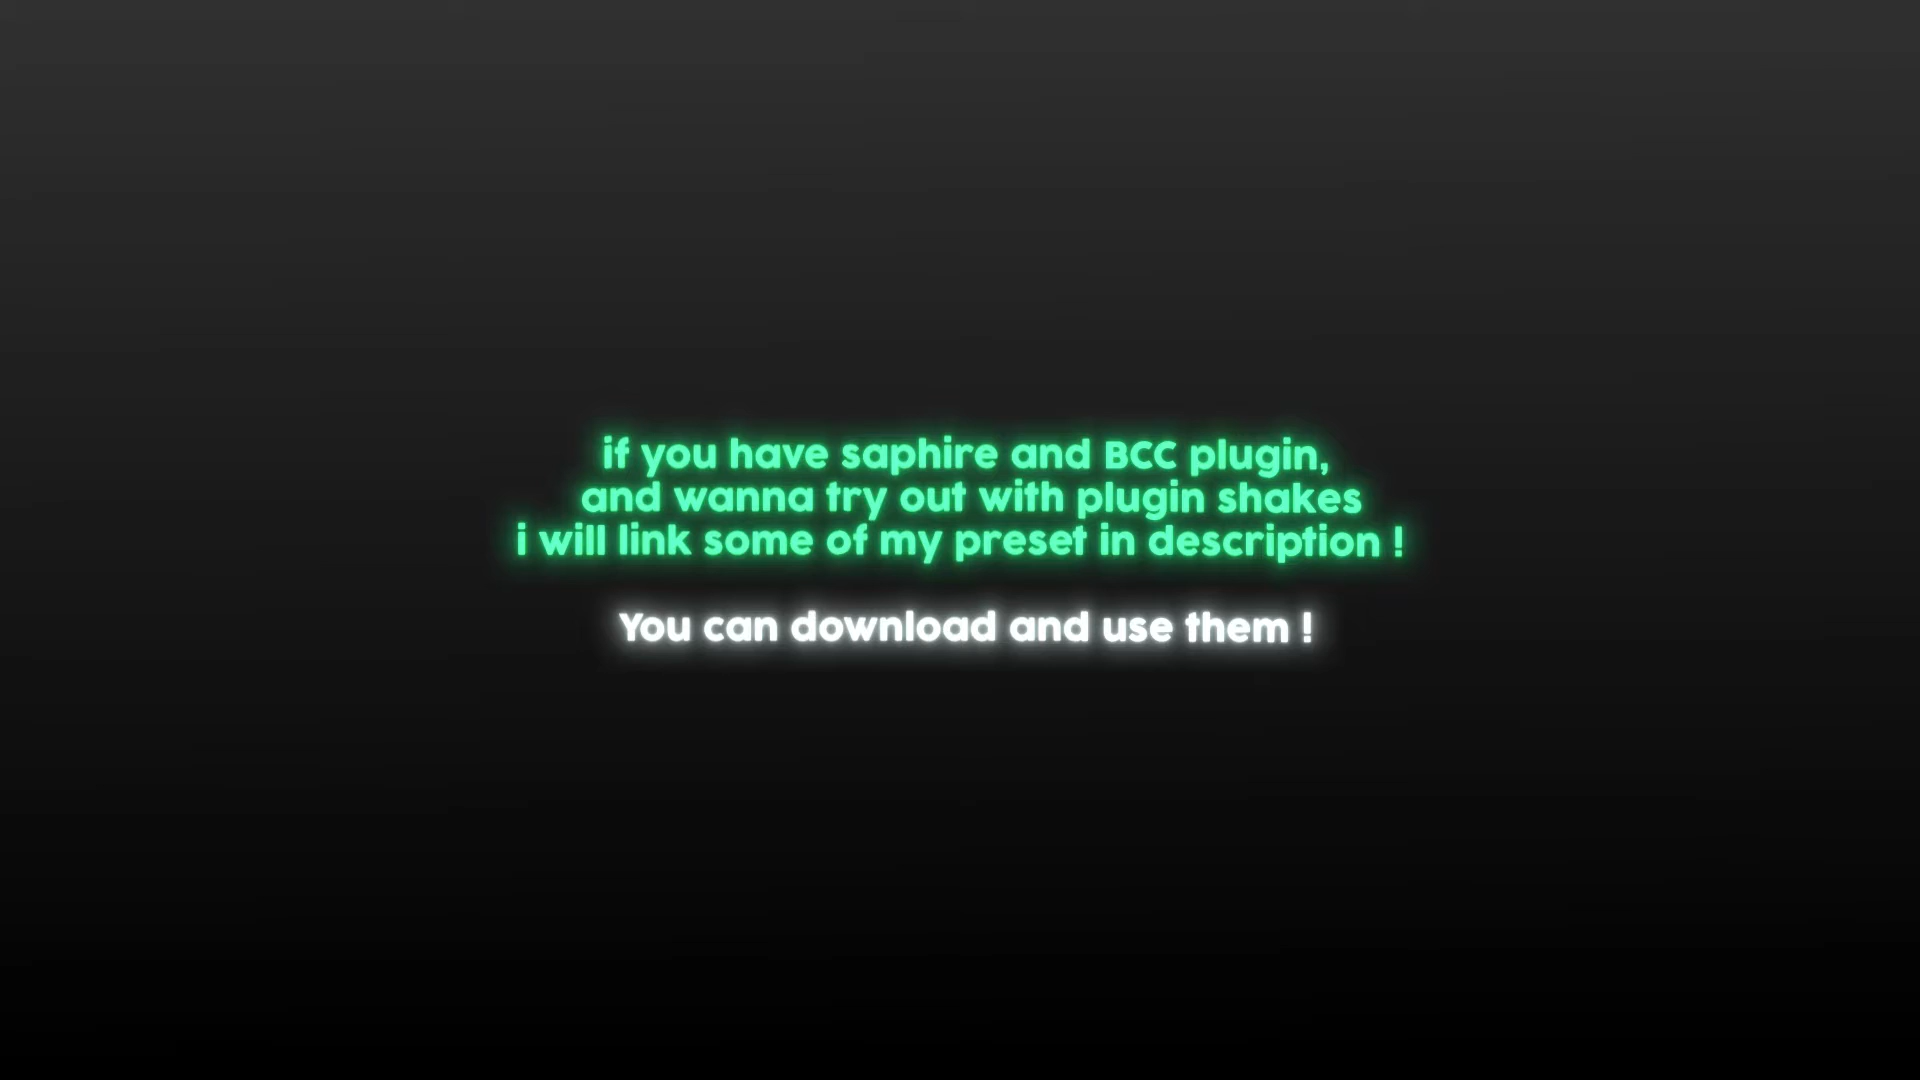 if you have saphire and BCC plugin,
and wanna try out with plugin shakes
i will link some of my preset in description !
You can download and use them !